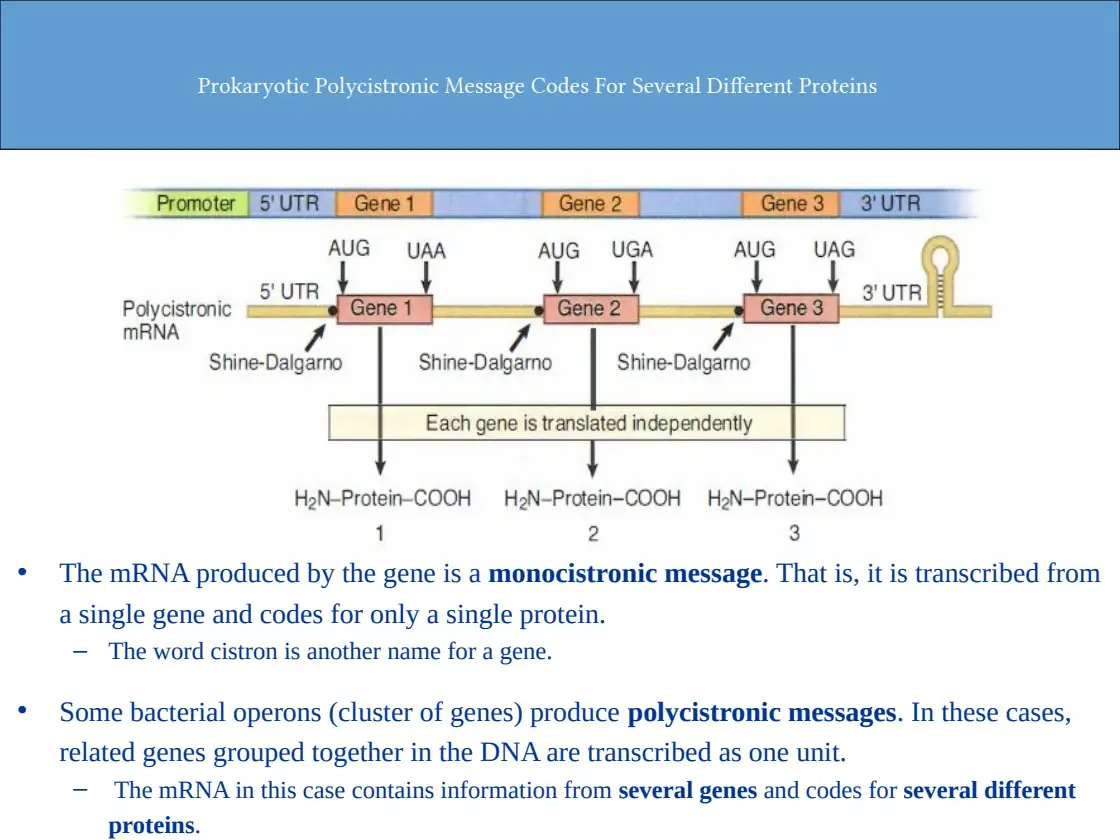 Prokaryotic Polycistronic Message Codes For Several Different Proteins
Promoter 5' UTR Gene 1 Gene 2 Gene 3 3' UTR
AUG UAA AUG UGA AUG UAG
5' UTR 3' UTR
Polycistronic Gene 1 Gene 2 Gene 3
mRNA
Shine-Dalgarno Shine-Dalgarno Shine-Dalgarno
Each gene is translated independently
H₂N–Protein–COOH H₂N–Protein–COOH H₂N–Protein–COOH
1 2 3
• The mRNA produced by the gene is a monocistronic message. That is, it is transcribed from
a single gene and codes for only a single protein.
– The word cistron is another name for a gene.
• Some bacterial operons (cluster of genes) produce polycistronic messages. In these cases,
related genes grouped together in the DNA are transcribed as one unit.
– The mRNA in this case contains information from several genes and codes for several different
proteins.